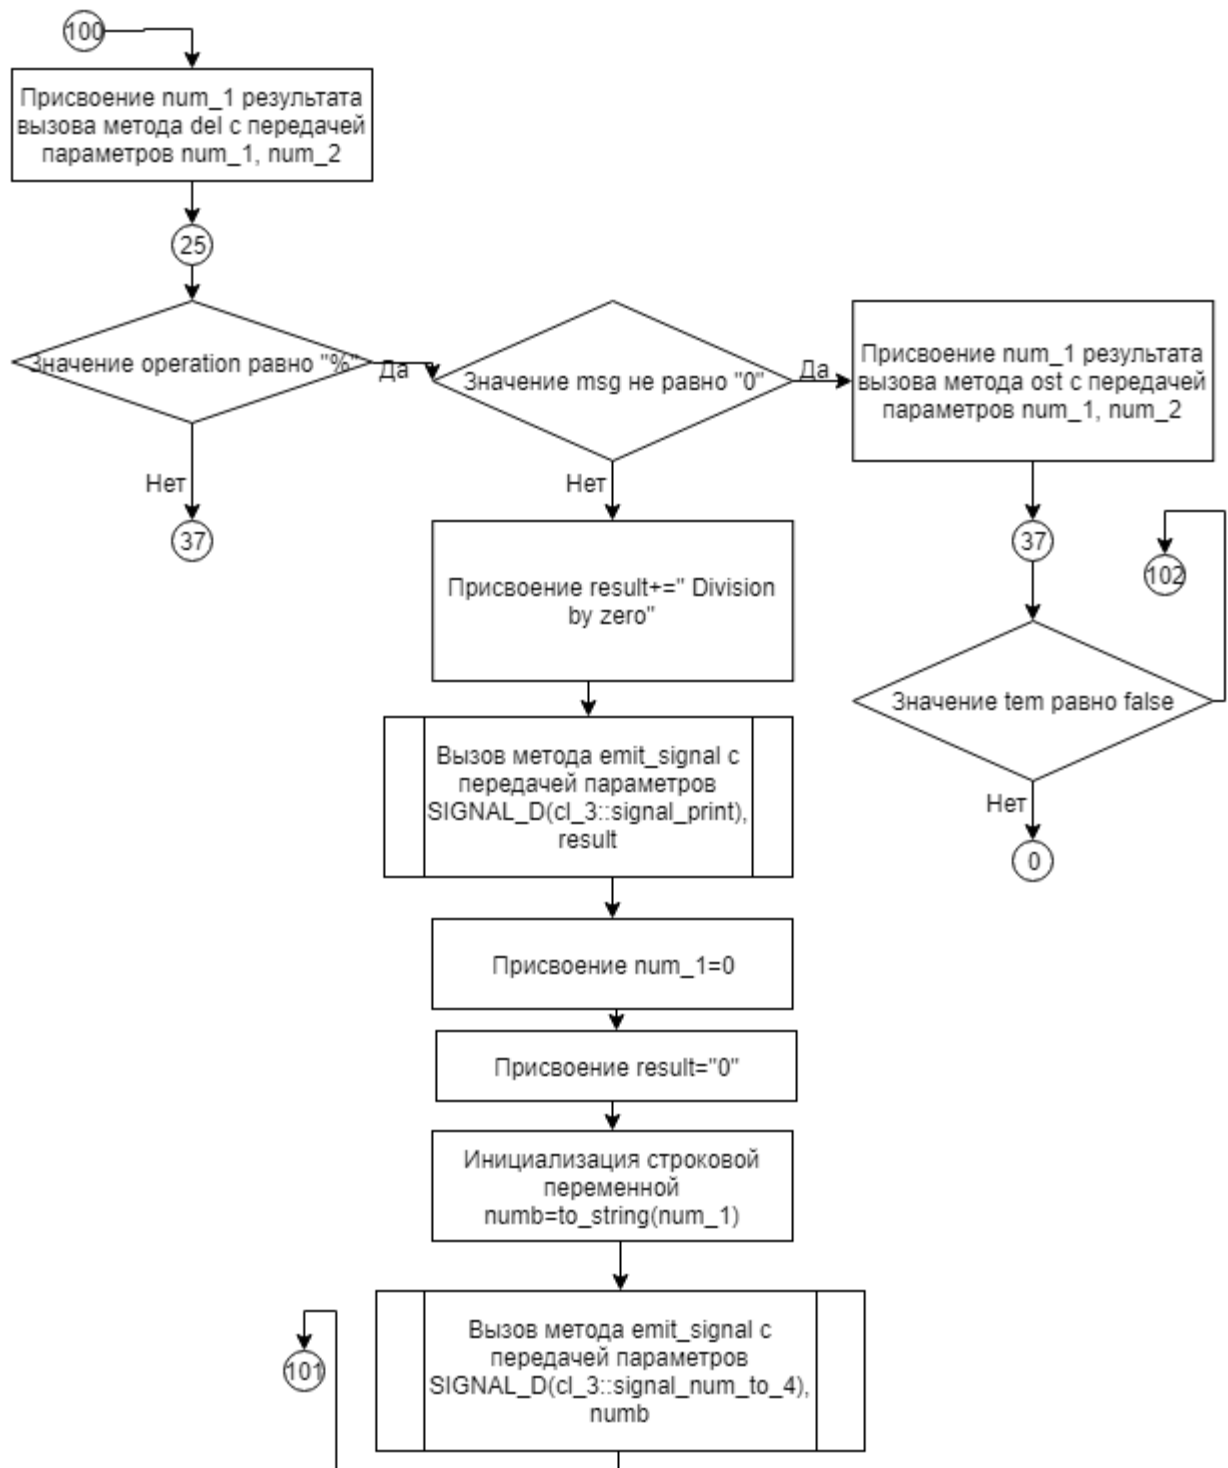 100
Присвоение num_1 результата
вызова метода del с передачей
параметров num_1, num_2
25
Значение operation равно "%"
Да
Значение msg не равно "0"
Да
Присвоение num_1 результата
вызова метода ost с передачей
параметров num_1, num_2
Нет
37
Нет
Присвоение result+=" Division
by zero"
37
102
Значение tem равно false
Нет
0
Вызов метода emit_signal с
передачей параметров
SIGNAL_D(cl_3::signal_print),
result
Присвоение num_1=0
Присвоение result="0"
Инициализация строковой
переменной
numb=to_string(num_1)
101
Вызов метода emit_signal с
передачей параметров
SIGNAL_D(cl_3::signal_num_to_4),
numb